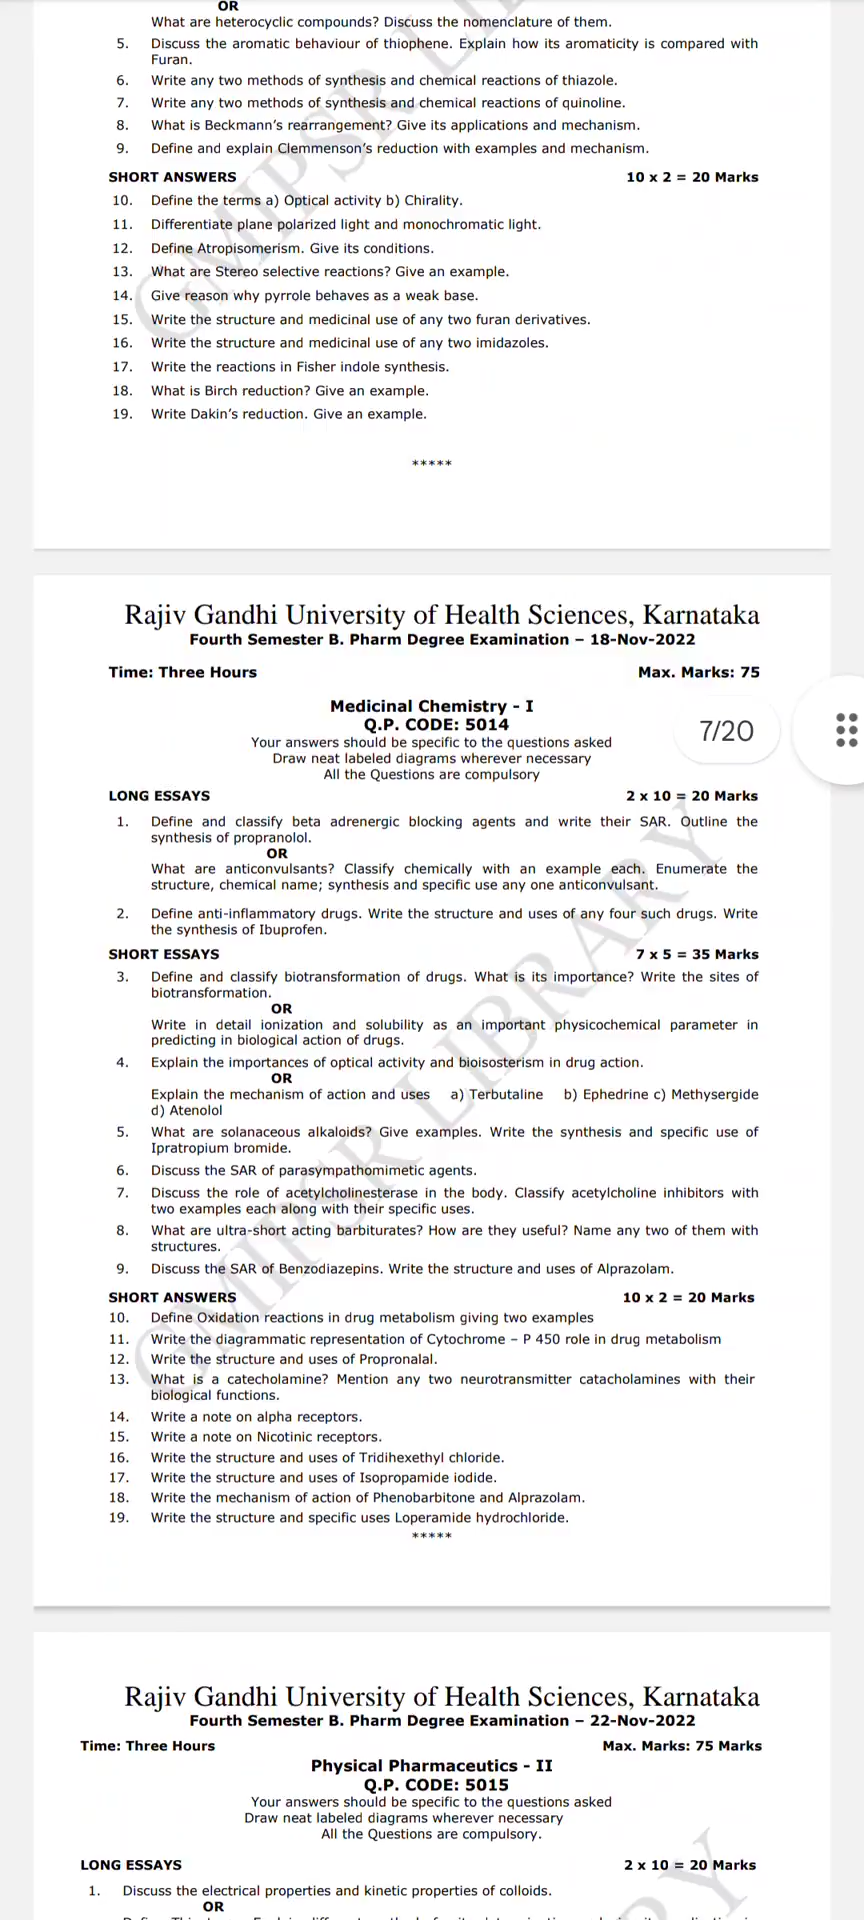 OR
What are heterocyclic compounds? Discuss the nomenclature of them.
5. Discuss the aromatic behaviour of thiophene. Explain how its aromaticity is compared with
Furan.
6. Write any two methods of synthesis and chemical reactions of thiazole.
7. Write any two methods of synthesis and chemical reactions of quinoline.
8. What is Beckmann's rearrangement? Give its applications and mechanism.
9. Define and explain Clemmenson's reduction with examples and mechanism.
SHORT ANSWERS 10 x 2 = 20 Marks
10. Define the terms a) Optical activity b) Chirality.
11. Differentiate plane polarized light and monochromatic light.
12. Define Atropisomerism. Give its conditions.
13. What are Stereo selective reactions? Give an example.
14. Give reason why pyrrole behaves as a weak base.
15. Write the structure and medicinal use of any two furan derivatives.
16. Write the structure and medicinal use of any two imidazoles.
17. Write the reactions in Fisher indole synthesis.
18. What is Birch reduction? Give an example.
19. Write Dakin's reduction. Give an example.
*****
Rajiv Gandhi University of Health Sciences, Karnataka
Fourth Semester B. Pharm Degree Examination – 18-Nov-2022
Time: Three Hours Max. Marks: 75
Medicinal Chemistry - I
Q.P. CODE: 5014
7/20
Your answers should be specific to the questions asked
Draw neat labeled diagrams wherever necessary
All the Questions are compulsory
LONG ESSAYS 2 x 10 = 20 Marks
1. Define and classify beta adrenergic blocking agents and write their SAR. Outline the
synthesis of propranolol.
OR
What are anticonvulsants? Classify chemically with an example each. Enumerate the
structure, chemical name; synthesis and specific use any one anticonvulsant.
2. Define anti-inflammatory drugs. Write the structure and uses of any four such drugs. Write
the synthesis of Ibuprofen.
SHORT ESSAYS 7 x 5 = 35 Marks
3. Define and classify biotransformation of drugs. What is its importance? Write the sites of
biotransformation.
OR
Write in detail ionization and solubility as an important physicochemical parameter in
predicting in biological action of drugs.
4. Explain the importances of optical activity and bioisosterism in drug action.
OR
Explain the mechanism of action and uses a) Terbutaline b) Ephedrine c) Methysergide
d) Atenolol
5. What are solanaceous alkaloids? Give examples. Write the synthesis and specific use of
Ipratropium bromide.
6. Discuss the SAR of parasympathomimetic agents.
7. Discuss the role of acetylcholinesterase in the body. Classify acetylcholine inhibitors with
two examples each along with their specific uses.
8. What are ultra-short acting barbiturates? How are they useful? Name any two of them with
structures.
9. Discuss the SAR of Benzodiazepins. Write the structure and uses of Alprazolam.
SHORT ANSWERS 10 x 2 = 20 Marks
10. Define Oxidation reactions in drug metabolism giving two examples
11. Write the diagrammatic representation of Cytochrome – P 450 role in drug metabolism
12. Write the structure and uses of Propronalal.
13. What is a catecholamine? Mention any two neurotransmitter catacholamines with their
biological functions.
14. Write a note on alpha receptors.
15. Write a note on Nicotinic receptors.
16. Write the structure and uses of Tridihexethyl chloride.
17. Write the structure and uses of Isopropamide iodide.
18. Write the mechanism of action of Phenobarbitone and Alprazolam.
19. Write the structure and specific uses Loperamide hydrochloride.
*****
GMIPSR LIBRARY
Rajiv Gandhi University of Health Sciences, Karnataka
Fourth Semester B. Pharm Degree Examination – 22-Nov-2022
Time: Three Hours Max. Marks: 75 Marks
Physical Pharmaceutics - II
Q.P. CODE: 5015
Your answers should be specific to the questions asked
Draw neat labeled diagrams wherever necessary
All the Questions are compulsory.
LONG ESSAYS 2 x 10 = 20 Marks
1. Discuss the electrical properties and kinetic properties of colloids.
OR